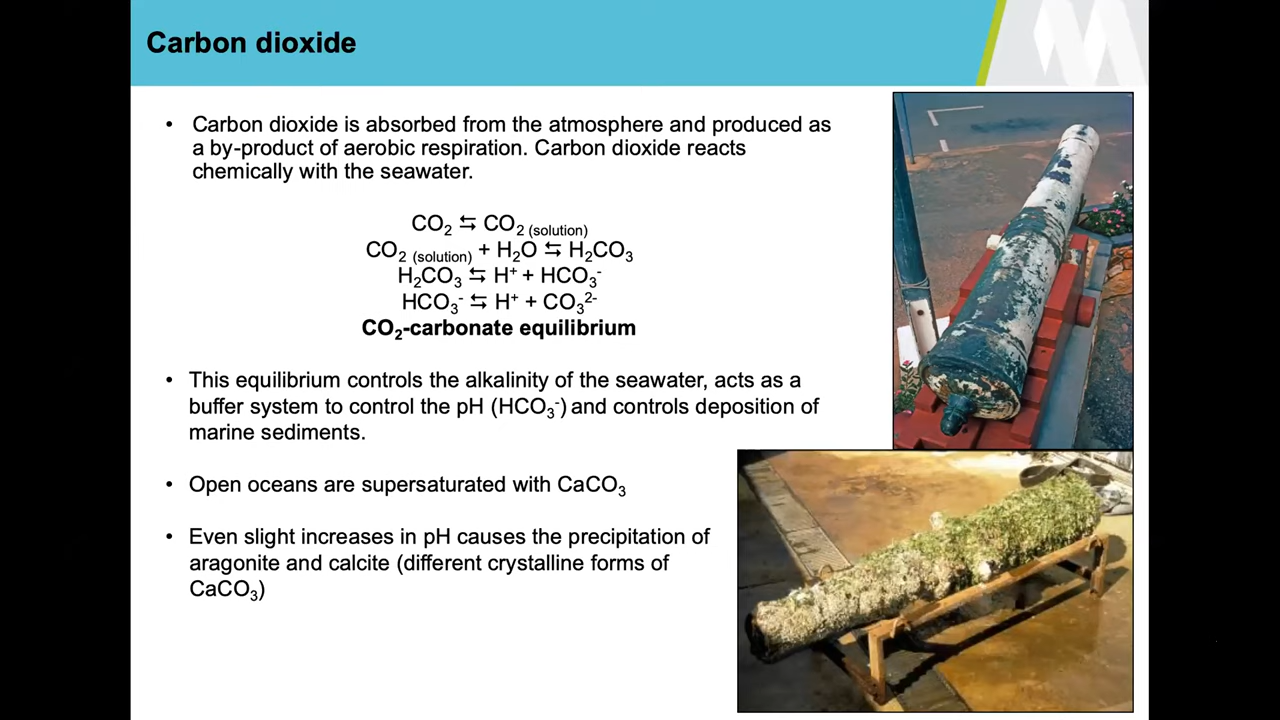 Carbon dioxide
• Carbon dioxide is absorbed from the atmosphere and produced as
a by-product of aerobic respiration. Carbon dioxide reacts
chemically with the seawater.
CO₂ ⇆ CO₂ (solution)
CO₂ (solution) + H₂O ⇆ H₂CO₃
H₂CO₃ ⇆ H⁺ + HCO₃⁻
HCO₃⁻ ⇆ H⁺ + CO₃²⁻
CO₂-carbonate equilibrium
• This equilibrium controls the alkalinity of the seawater, acts as a
buffer system to control the pH (HCO₃⁻) and controls deposition of
marine sediments.
• Open oceans are supersaturated with CaCO₃
• Even slight increases in pH causes the precipitation of
aragonite and calcite (different crystalline forms of
CaCO₃)